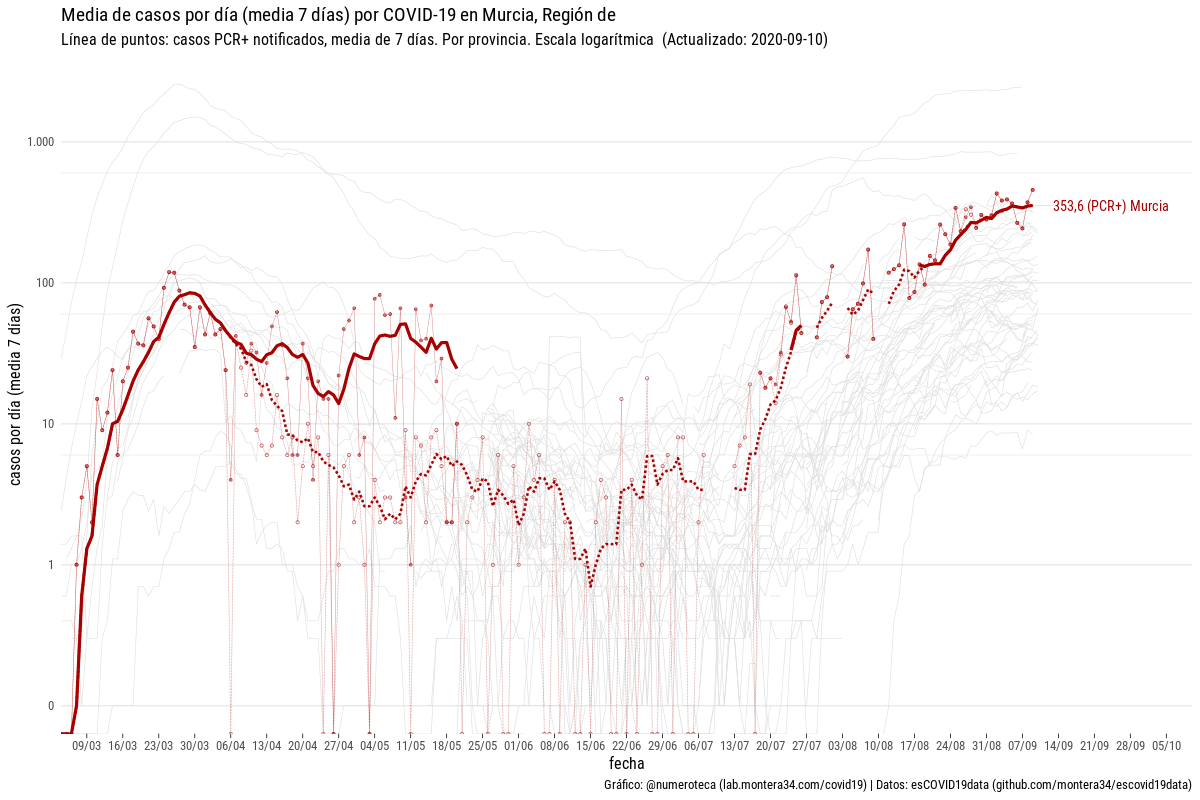 Media de casos por día (media 7 días) por COVID-19 en Murcia, Región de
Línea de puntos: casos PCR+ notificados, media de 7 días. Por provincia. Escala logarítmica (Actualizado: 2020-09-10)
casos por día (media 7 días)
1.000
100
10
1
0
353,6 (PCR+) Murcia
09/03 16/03 23/03 30/03 06/04 13/04 20/04 27/04 04/05 11/05 18/05 25/05 01/06 08/06 15/06 22/06 29/06 06/07 13/07 20/07 27/07 03/08 10/08 17/08 24/08 31/08 07/09 14/09 21/09 28/09 05/10
fecha
Gráfico: @numeroteca (lab.montera34.com/covid19) | Datos: esCOVID19data (github.com/montera34/escovid19data)